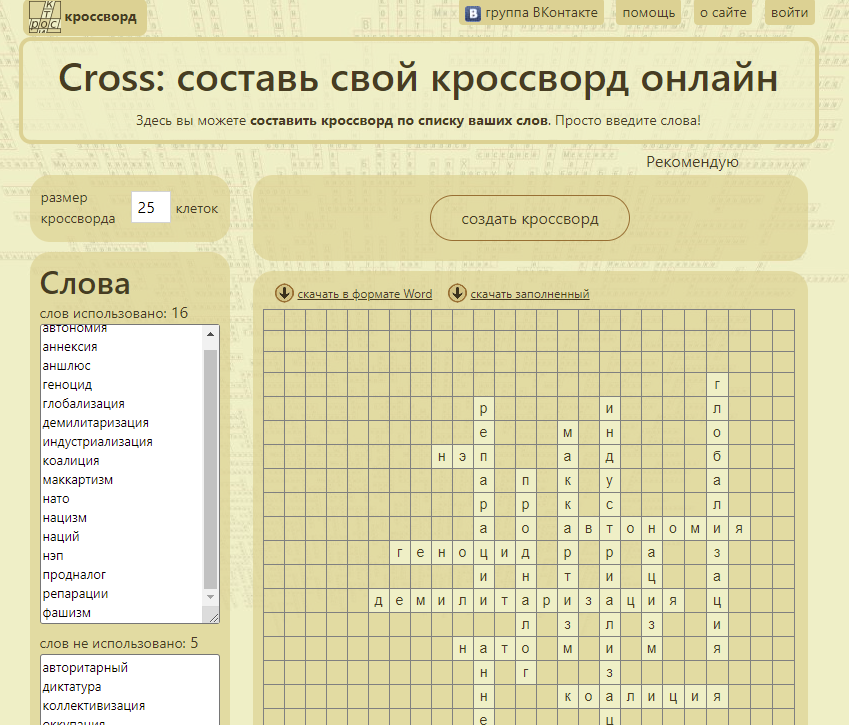 кросс
кроссворд
группа ВКонтакте
помощь
о сайте
войти
Cross: составь свой кроссворд онлайн
Здесь вы можете составить кроссворд по списку ваших слов. Просто введите слова!
Рекомендую
размер
кроссворда
25
клеток
создать кроссворд
Слова
слов использовано: 16
автономия
аннексия
аншлюс
геноцид
глобализация
демилитаризация
индустриализация
коалиция
маккартизм
нато
нацизм
наций
нэп
продналог
репарации
фашизм
слов не использовано: 5
авторитарный
диктатура
коллективизация
оккупация
скачать в формате Word
скачать заполненный
г
р и л
е м н о
н э п а д б
а п к у а
р р к с л
а о а в т о н о м и я
г е н о ц и д р р а з
и н т и ц а
д е м и л и т а р и з а ц и я ц
л з л з и
н а т о м и м я
н г з
н к о а л и ц и я
е ц